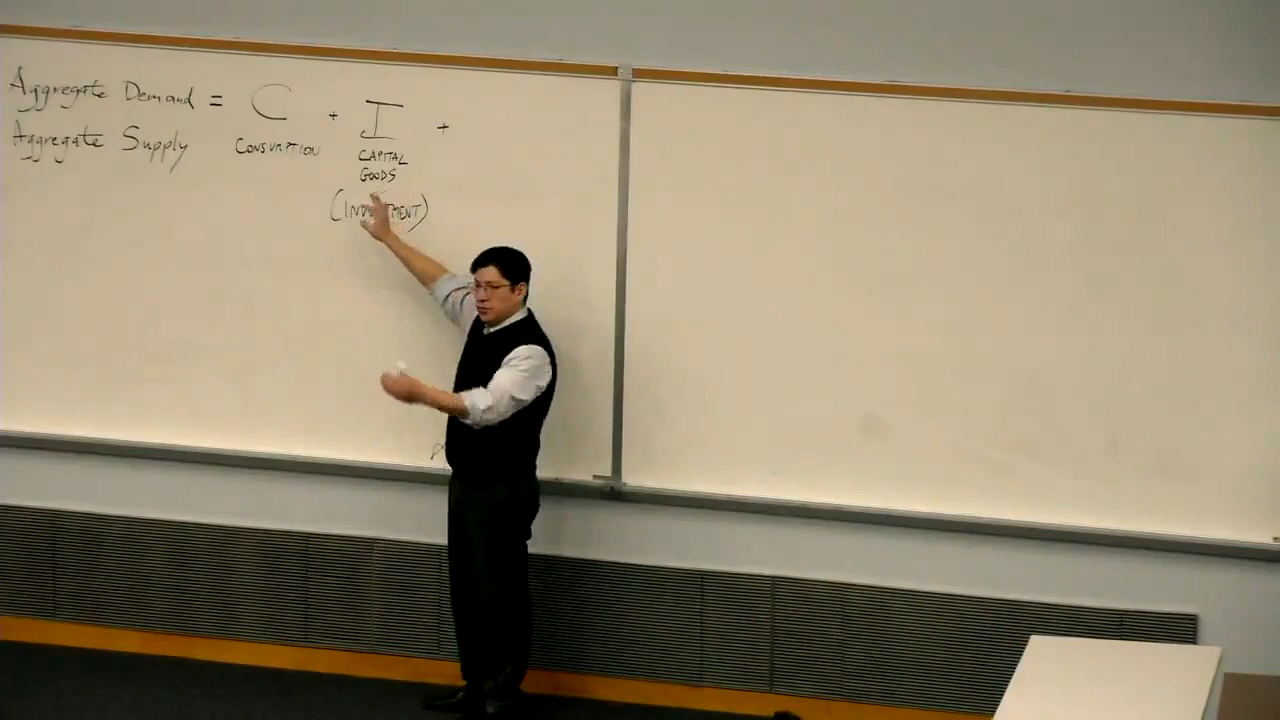 Aggregate Demand = C + I +
Aggregate Supply
CONSUMPTION
CAPITAL
GOODS